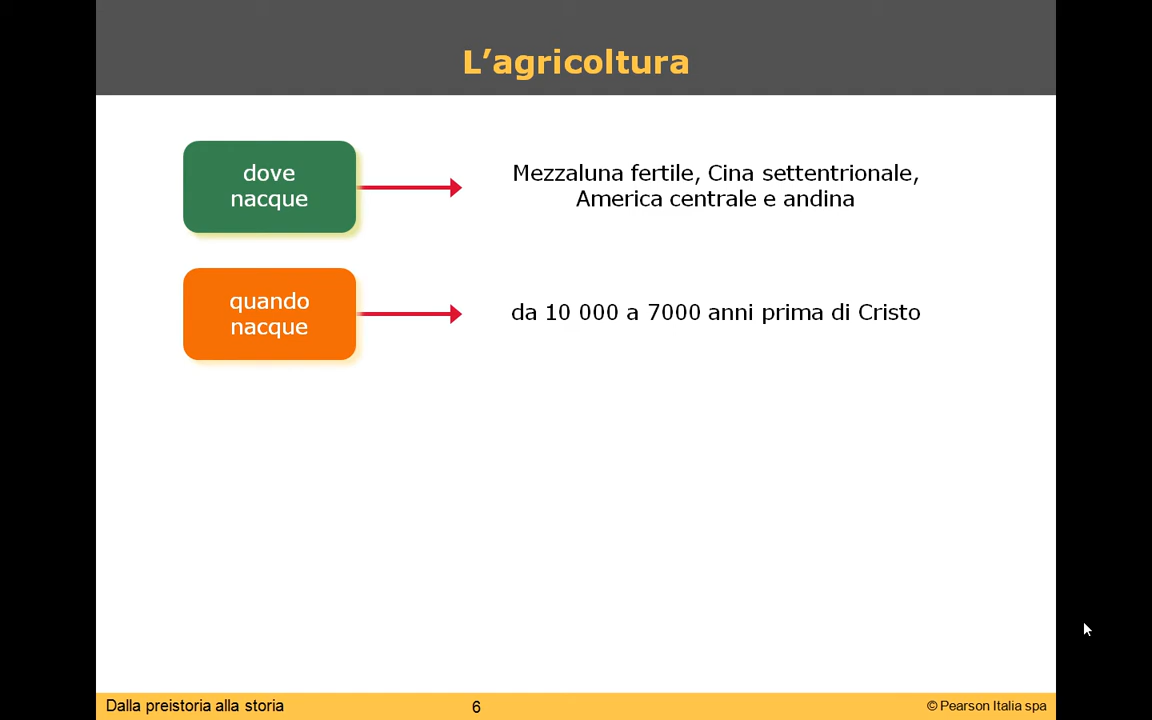 L’agricoltura
dove
nacque
Mezzaluna fertile, Cina settentrionale,
America centrale e andina
quando
nacque
da 10 000 a 7000 anni prima di Cristo
Dalla preistoria alla storia
6
© Pearson Italia spa